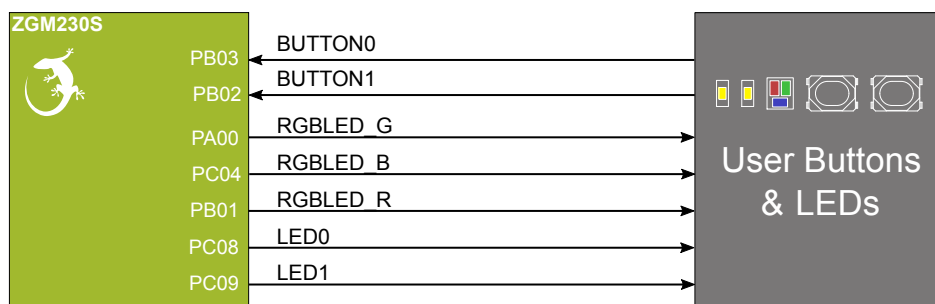 ZGM230S
PB03 BUTTON0
PB02 BUTTON1
PA00 RGBLED_G
PC04 RGBLED_B
PB01 RGBLED_R
PC08 LED0
PC09 LED1
User Buttons
& LEDs